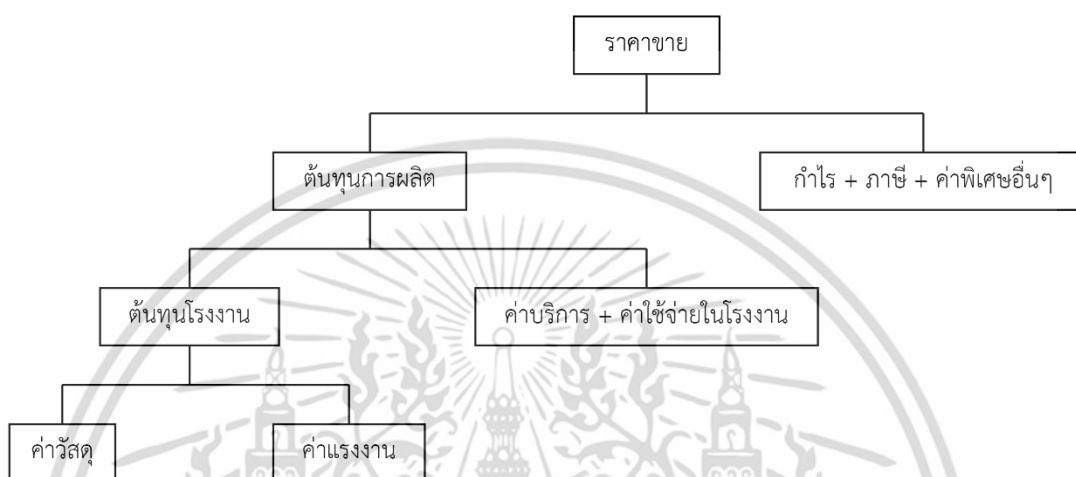 ราคาขาย
ต้นทุนการผลิต
กำไร + ภาษี + ค่าพิเศษอื่นๆ
ต้นทุนโรงงาน
ค่าบริการ + ค่าใช้จ่ายในโรงงาน
ค่าวัสดุ
ค่าแรงงาน